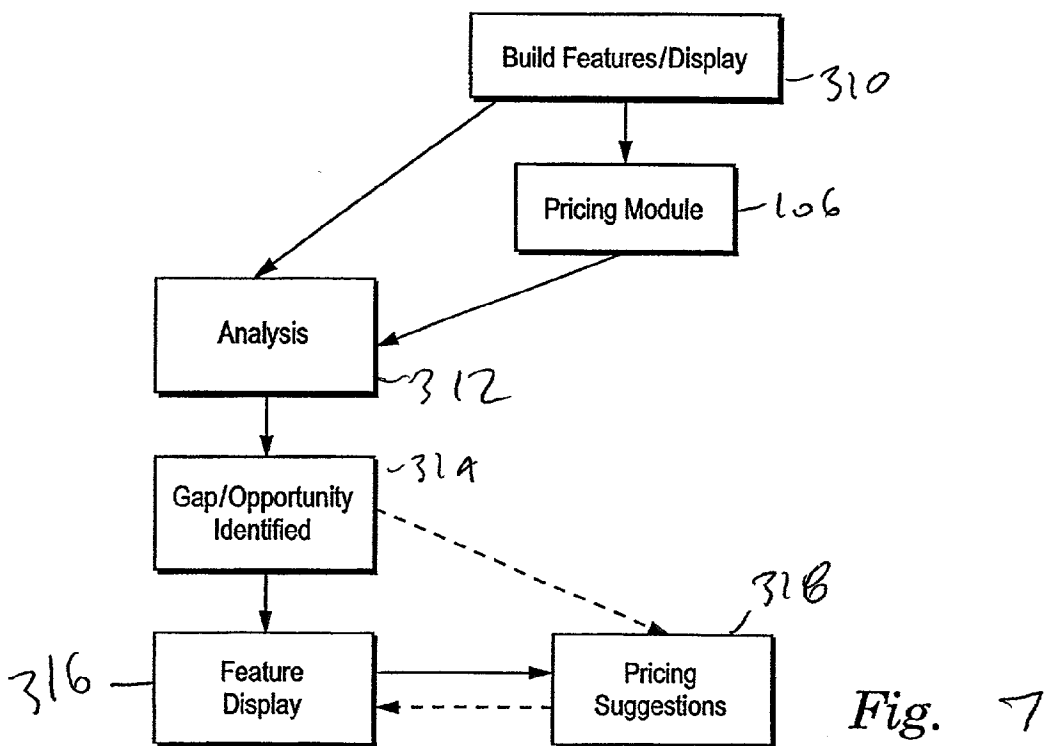 Build Features/Display
310
Pricing Module
106
Analysis
312
Gap/Opportunity
Identified
314
318
316
Feature
Display
Pricing
Suggestions
Fig. 7